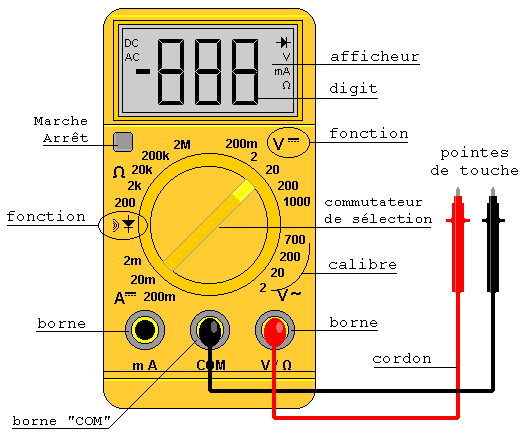 DC
AC
-888
V
mA
Ω
afficheur
digit
Marche
Arrêt
fonction
V
2M
200m
200k
2
Ω
20k
20
2k
200
200
1000
pointes
de touche
fonction
commutateur
de sélection
700
200
2m
20
calibre
20m
2
A
200m
V~
borne
borne
mA
COM
V/Ω
cordon
borne "COM"